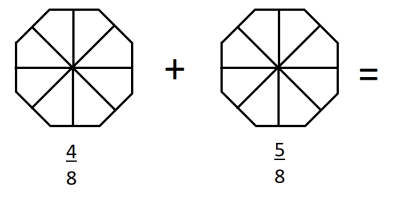 + =
4/8 5/8